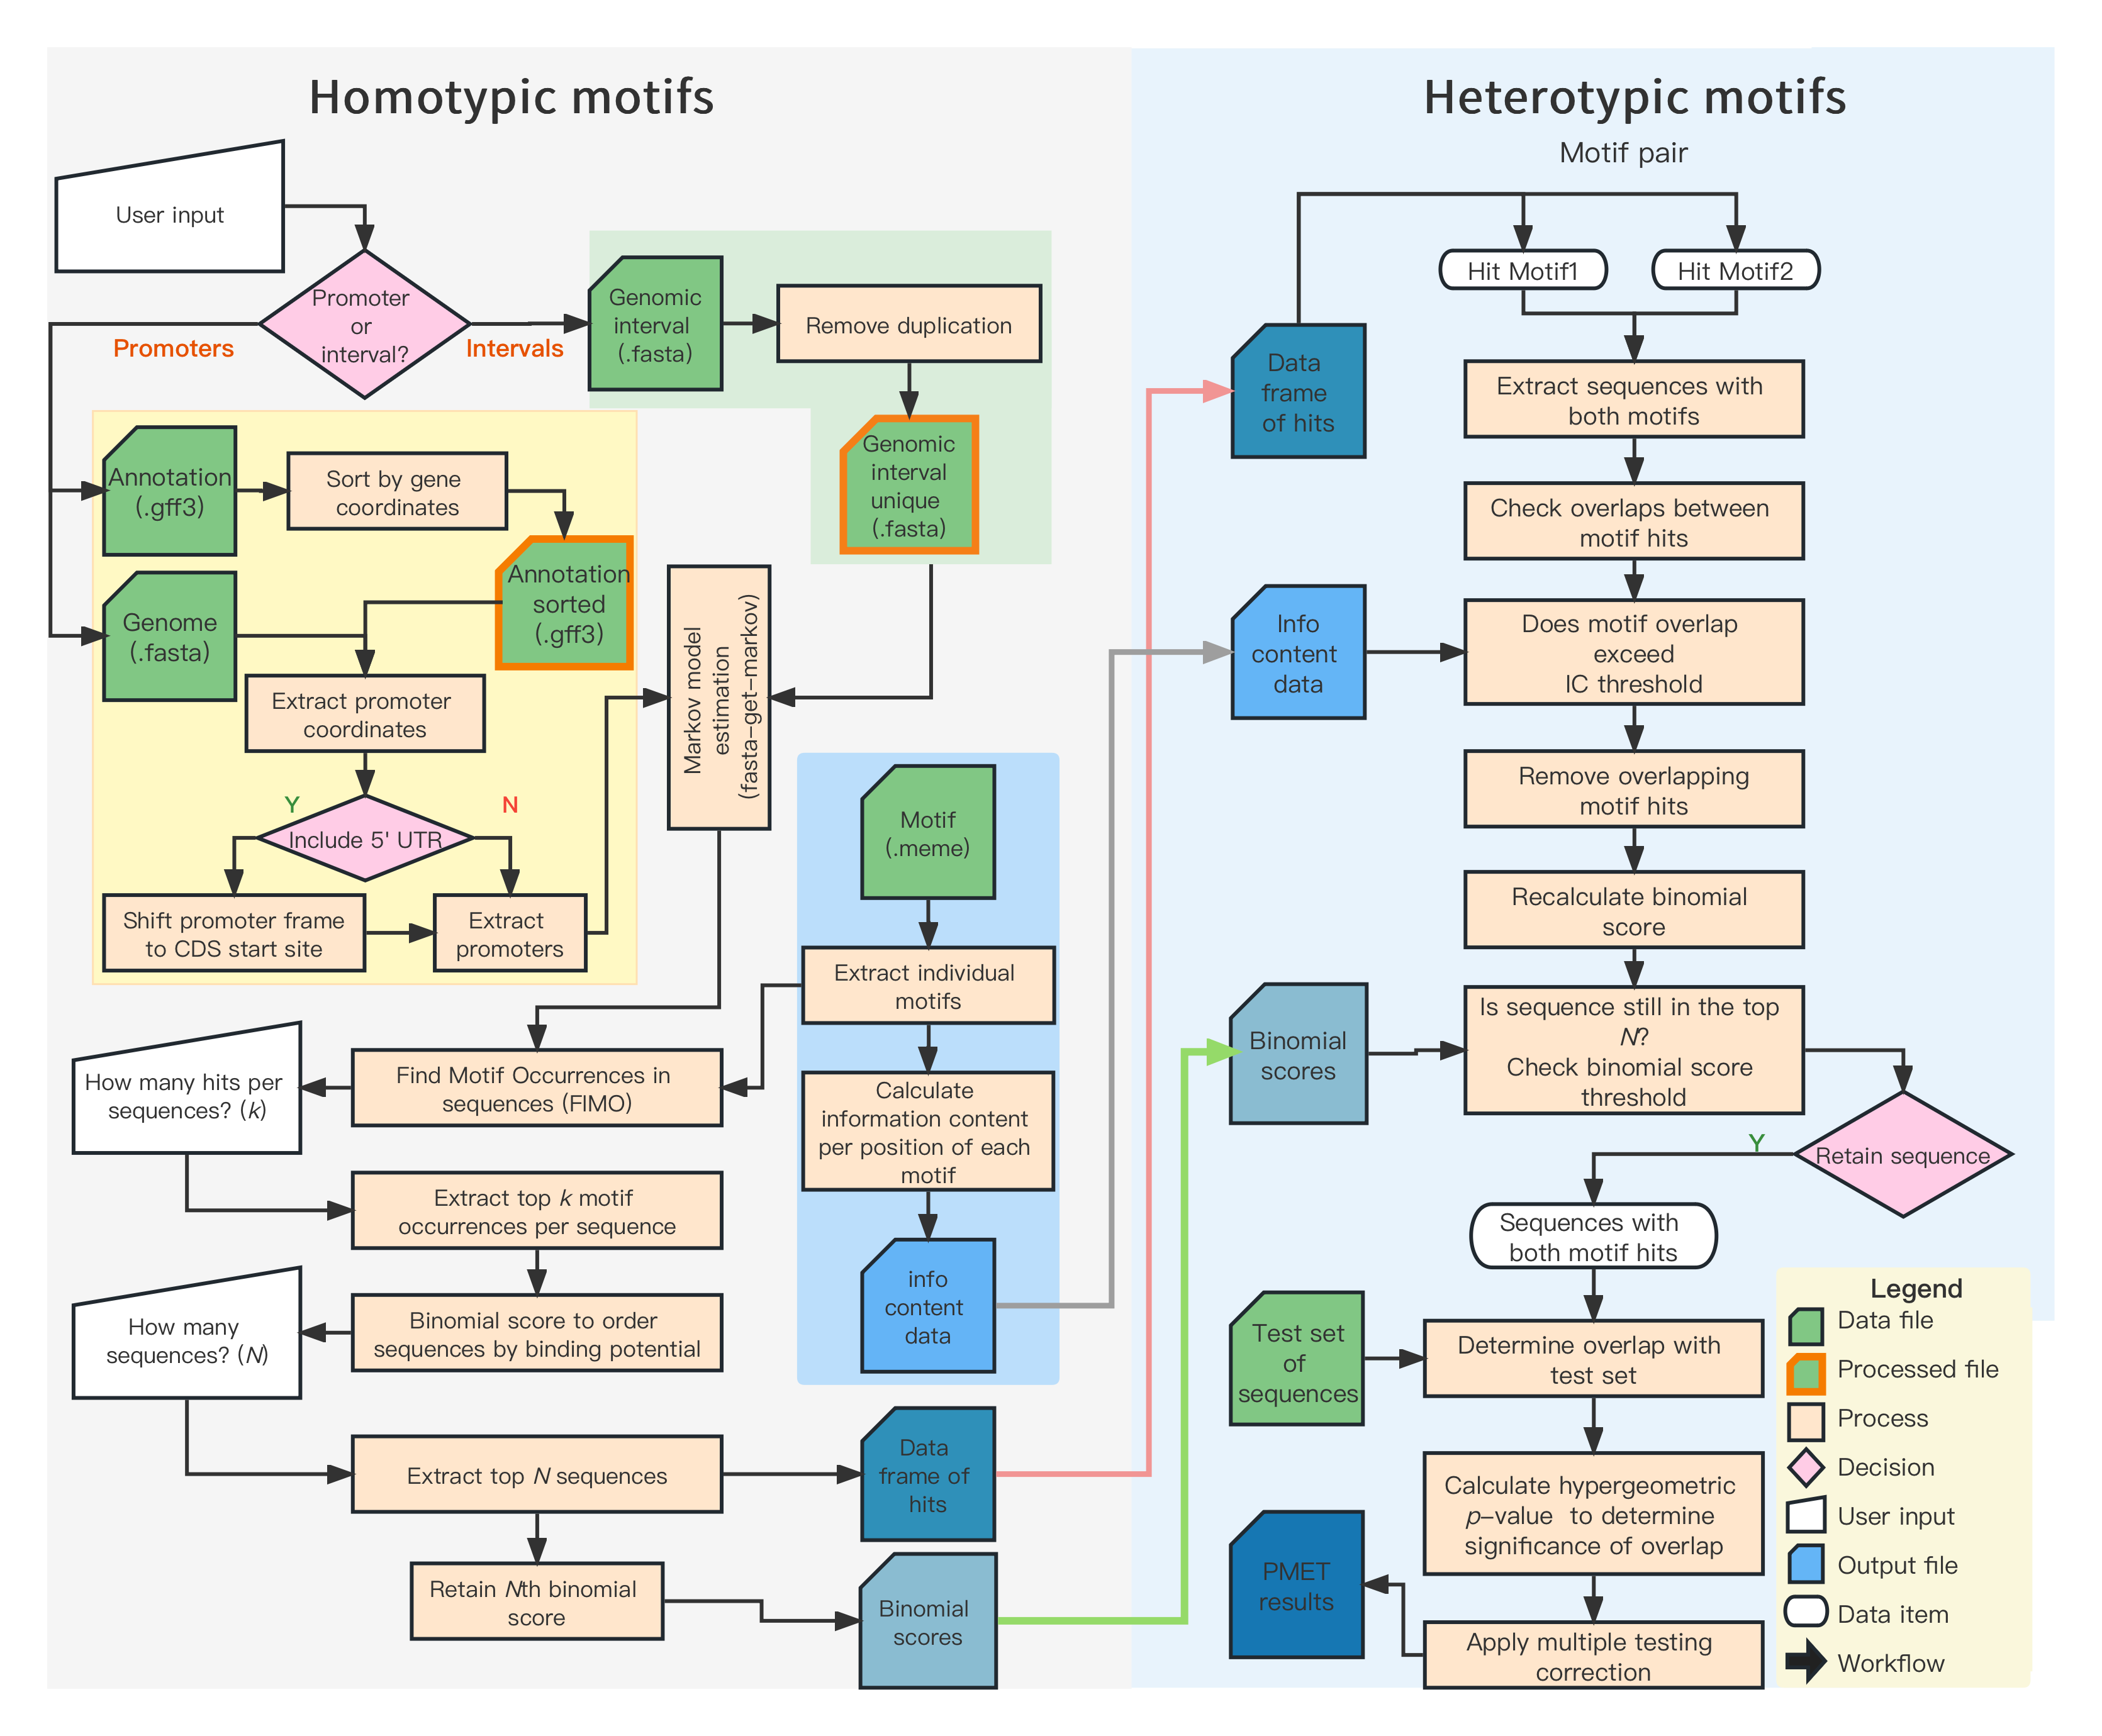 Homotypic motifs
User input
Promoter
or
interval?
Promoters
Intervals
Genomic
interval
(.fasta)
Remove duplication
Genomic
interval
unique
(.fasta)
Annotation
(.gff3)
Sort by gene
coordinates
Annotation
sorted
(.gff3)
Genome
(.fasta)
Extract promoter
coordinates
Y
N
Include 5' UTR
Shift promoter frame
to CDS start site
Extract
promoters
Markov model
estimation
(fasta-get-markov)
Motif
(.meme)
Extract individual
motifs
Calculate
information content
per position of each
motif
info
content
data
Find Motif Occurrences in
sequences (FIMO)
How many hits per
sequences? (k)
Extract top k motif
occurrences per sequence
Binomial score to order
sequences by binding potential
How many
sequences? (N)
Extract top N sequences
Data
frame of
hits
Retain Nth binomial
score
Binomial
scores
Heterotypic motifs
Motif pair
Hit Motif1
Hit Motif2
Data
frame
of hits
Extract sequences with
both motifs
Check overlaps between
motif hits
Info
content
data
Does motif overlap
exceed
IC threshold
Remove overlapping
motif hits
Recalculate binomial
score
Binomial
scores
Is sequence still in the top
N?
Check binomial score
threshold
Y
Retain sequence
Sequences with
both motif hits
Test set
of
sequences
Determine overlap with
test set
Calculate hypergeometric
p-value to determine
significance of overlap
PMET
results
Apply multiple testing
correction
Legend
Data file
Processed file
Process
Decision
User input
Output file
Data item
Workflow